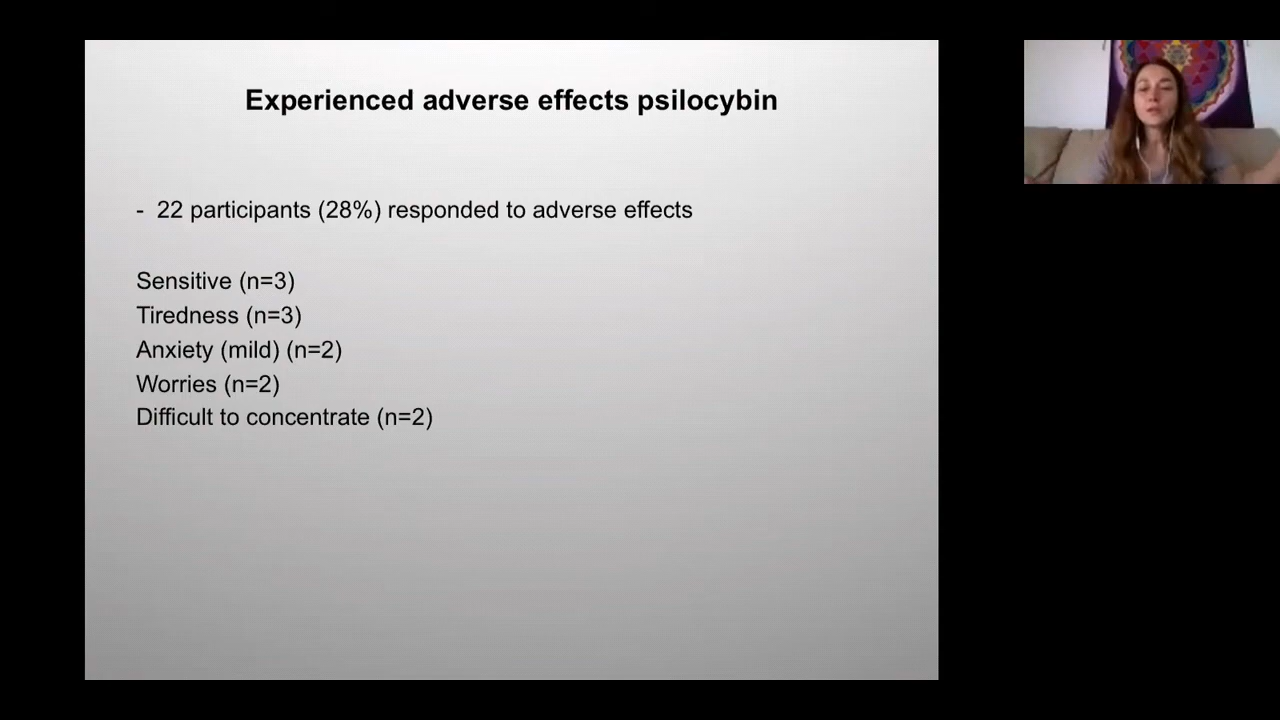 Experienced adverse effects psilocybin
- 22 participants (28%) responded to adverse effects
Sensitive (n=3)
Tiredness (n=3)
Anxiety (mild) (n=2)
Worries (n=2)
Difficult to concentrate (n=2)